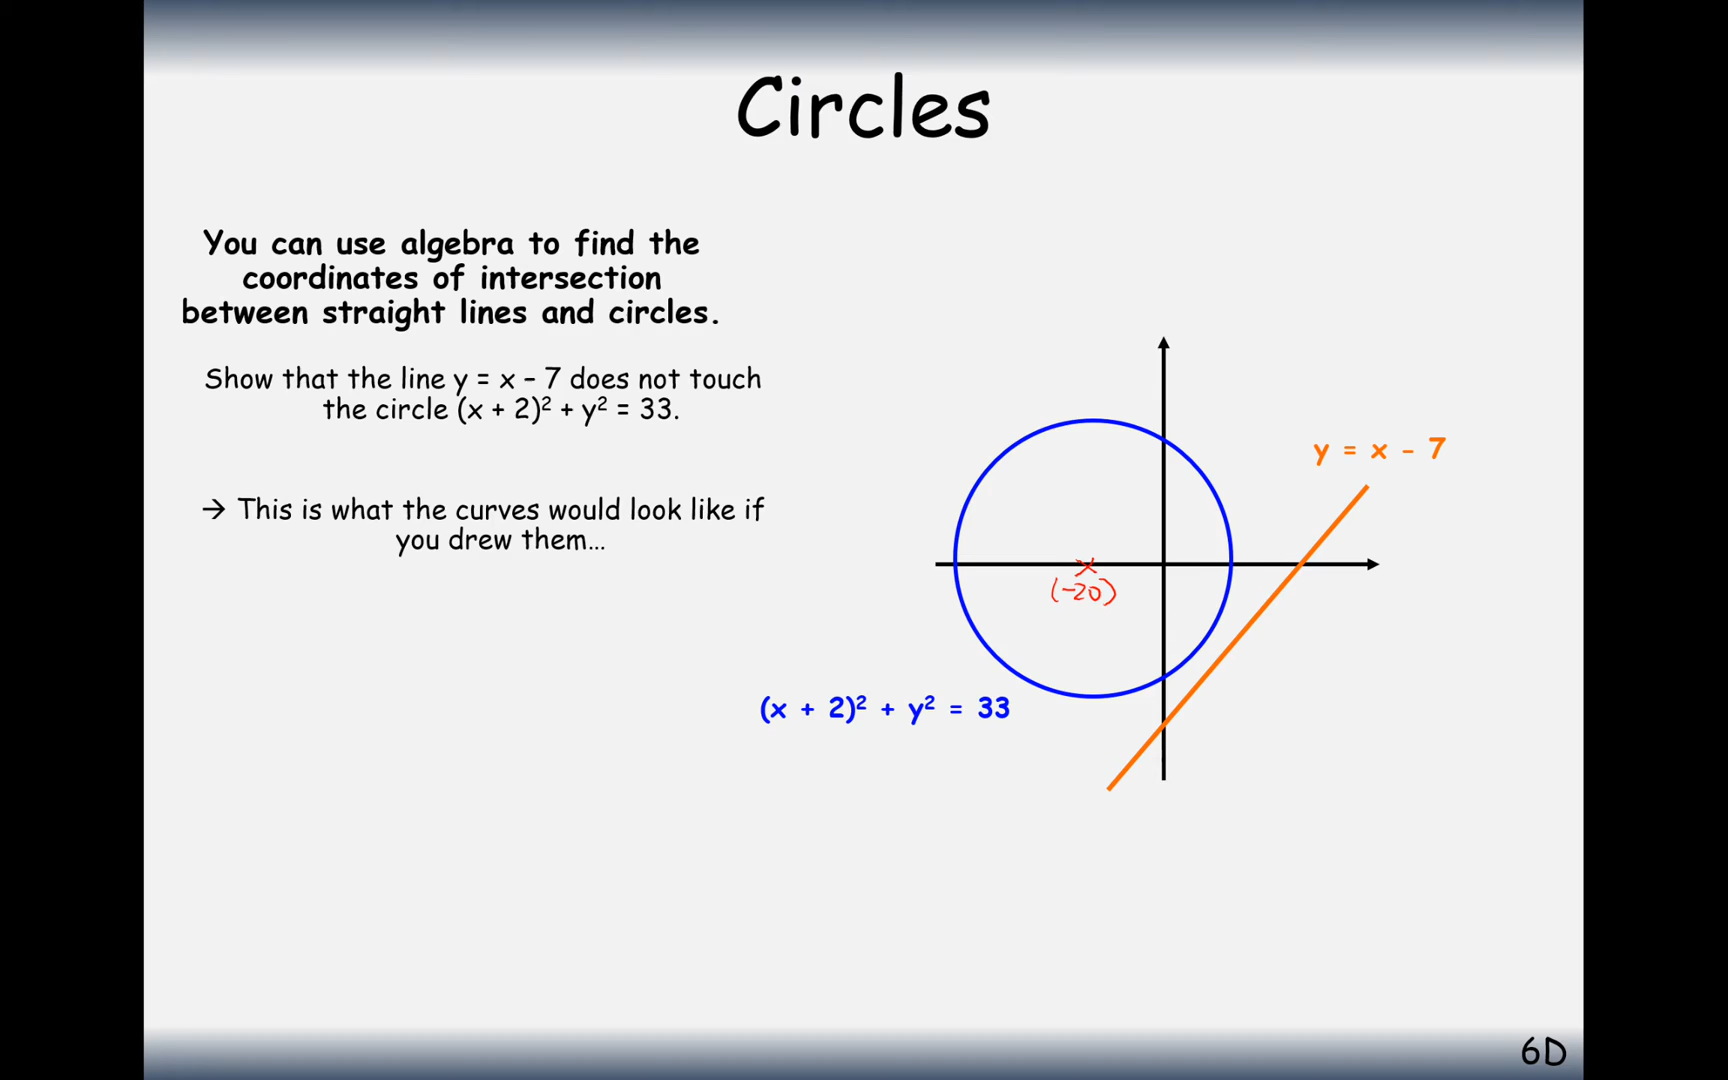 Circles
You can use algebra to find the
coordinates of intersection
between straight lines and circles.
Show that the line y = x – 7 does not touch
the circle (x + 2)² + y² = 33.
→ This is what the curves would look like if
you drew them…
y = x – 7
(-20)
(x + 2)² + y² = 33
6D